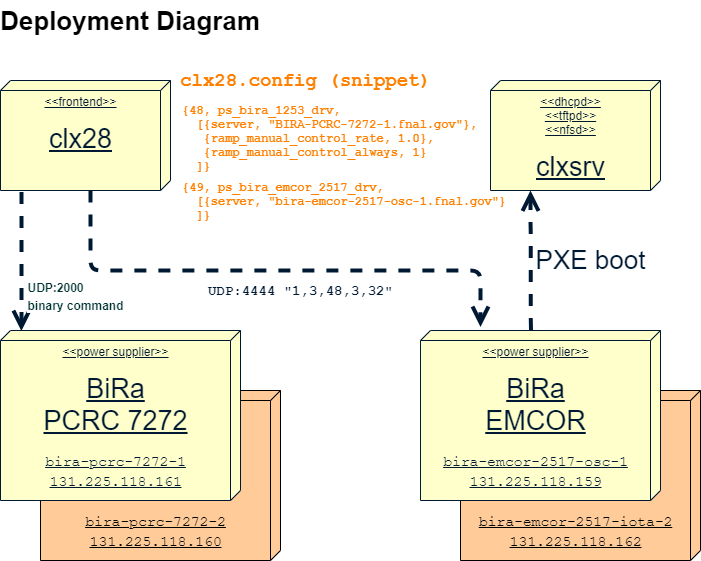 Deployment Diagram
<<frontend>>
clx28
clx28.config (snippet)
{48, ps_bira_1253_drv,
[{server, "BIRA-PCRC-7272-1.fnal.gov"},
{ramp_manual_control_rate, 1.0},
{ramp_manual_control_always, 1}
]}
{49, ps_bira_emcor_2517_drv,
[{server, "bira-emcor-2517-osc-1.fnal.gov"}
]}
<<dhcpd>>
<<tftpd>>
<<nfsd>>
clxsrv
UDP:2000
binary command
UDP:4444 "1,3,48,3,32"
PXE boot
<<power supplier>>
BiRa
PCRC 7272
bira-pcrc-7272-1
131.225.118.161
bira-pcrc-7272-2
131.225.118.160
<<power supplier>>
BiRa
EMCOR
bira-emcor-2517-osc-1
131.225.118.159
bira-emcor-2517-iota-2
131.225.118.162